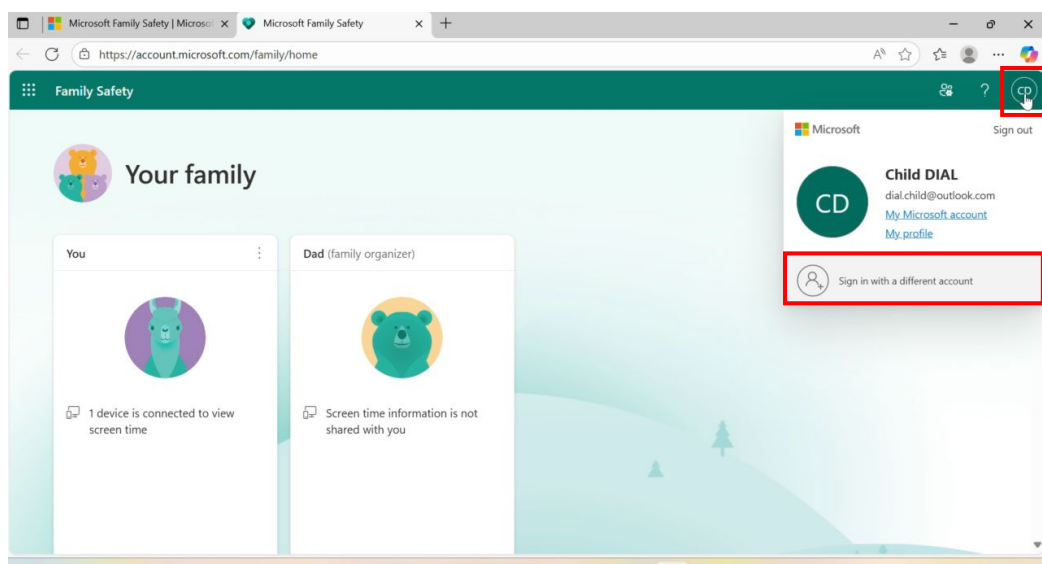 Microsoft Family Safety | Microsof
Microsoft Family Safety
https://account.microsoft.com/family/home
Family Safety
?
CD
Microsoft
Sign out
Your family
CD
Child DIAL
dial.child@outlook.com
My Microsoft account
My profile
Sign in with a different account
You
Dad (family organizer)
1 device is connected to view
screen time
Screen time information is not
shared with you